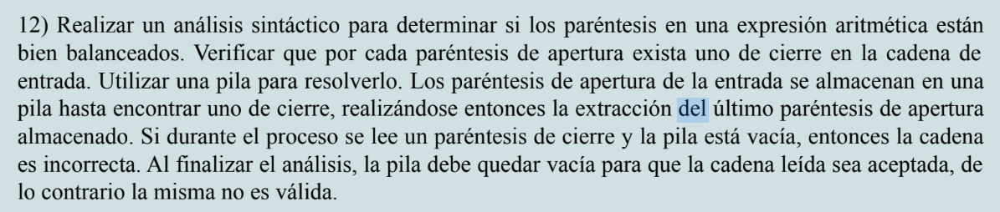 12) Realizar un análisis sintáctico para determinar si los paréntesis en una expresión aritmética están
bien balanceados. Verificar que por cada paréntesis de apertura exista uno de cierre en la cadena de
entrada. Utilizar una pila para resolverlo. Los paréntesis de apertura de la entrada se almacenan en una
pila hasta encontrar uno de cierre, realizándose entonces la extracción del último paréntesis de apertura
almacenado. Si durante el proceso se lee un paréntesis de cierre y la pila está vacía, entonces la cadena
es incorrecta. Al finalizar el análisis, la pila debe quedar vacía para que la cadena leída sea aceptada, de
lo contrario la misma no es válida.